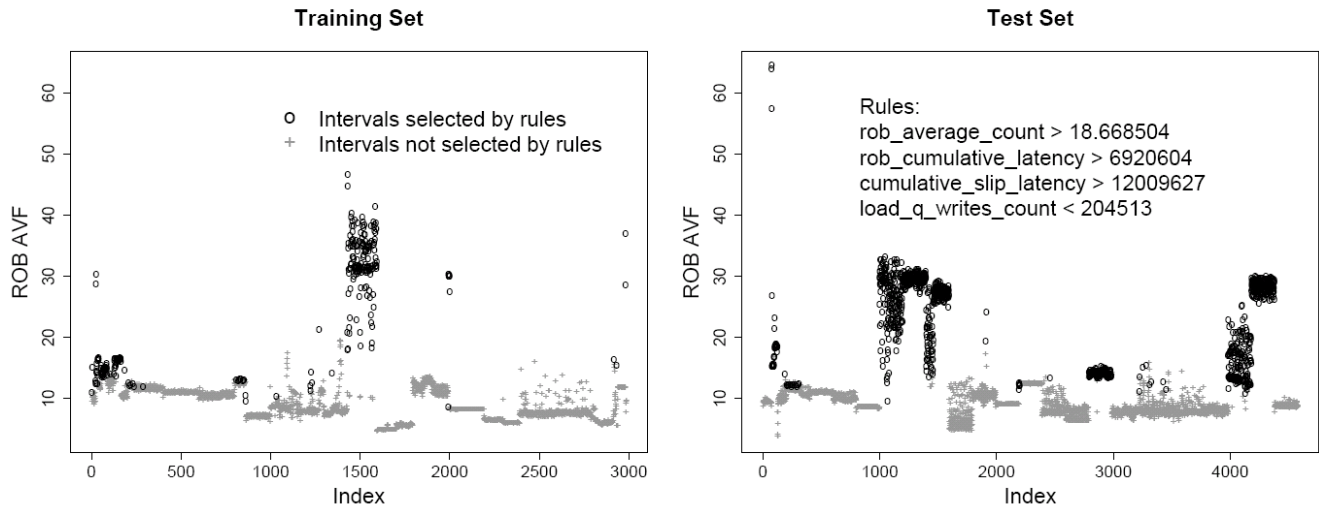 Training Set
60
50
40
30
20
10
ROB AVF
o Intervals selected by rules
+ Intervals not selected by rules
0 500 1000 1500 2000 2500 3000
Index
Test Set
60
50
40
30
20
10
ROB AVF
Rules:
rob_average_count > 18.668504
rob_cumulative_latency > 6920604
cumulative_slip_latency > 12009627
load_q_writes_count < 204513
0 1000 2000 3000 4000
Index